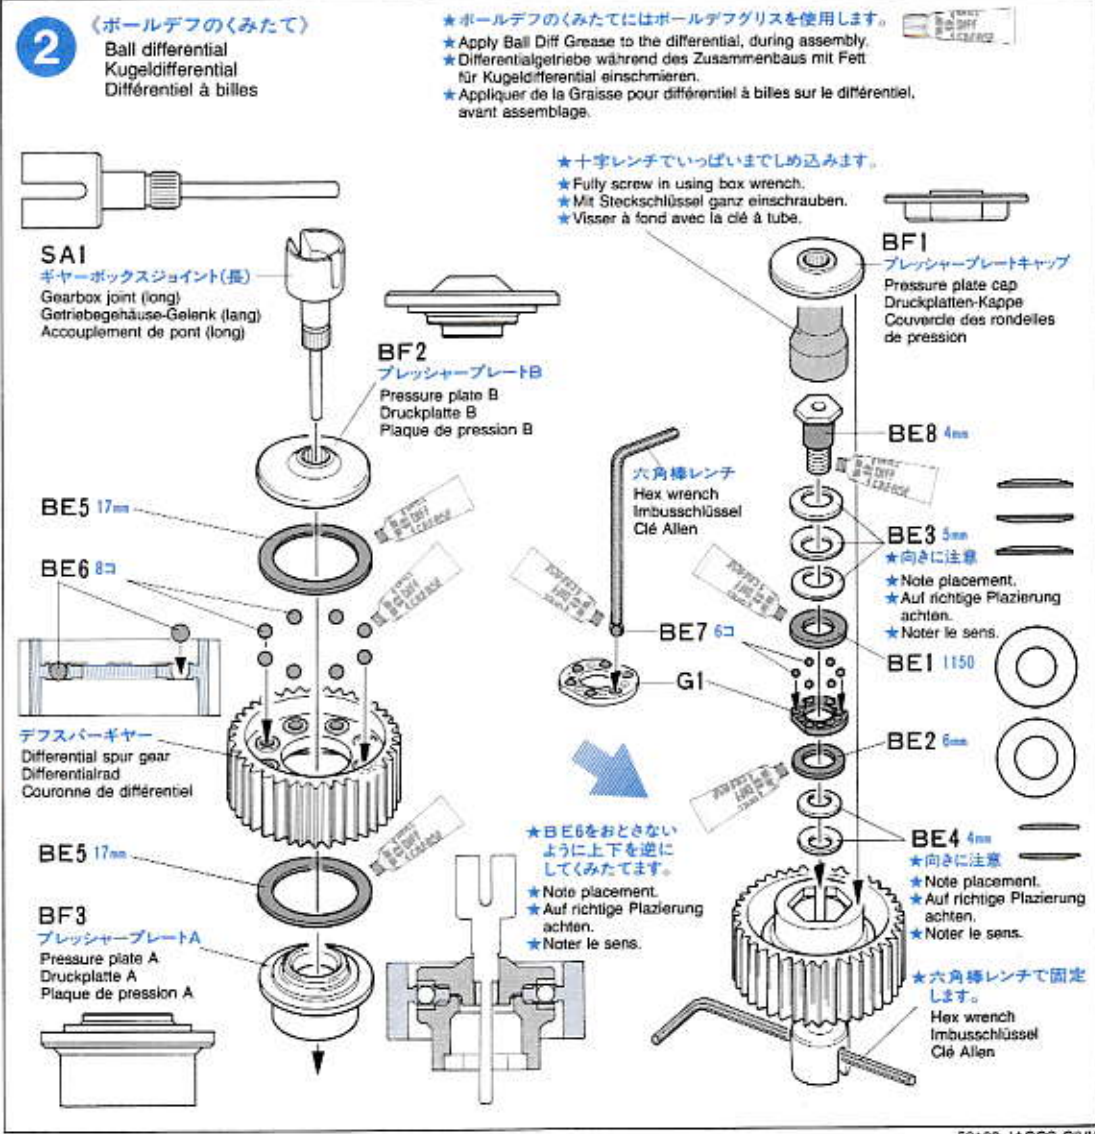 2
《ボールデフのくみたて》
Ball differential
Kugeldifferential
Différentiel à billes
★ボールデフのくみたてにはボールデフグリスを使用します。
★Apply Ball Diff Grease to the differential, during assembly.
★Differentialgetriebe während des Zusammenbaus mit Fett
für Kugeldifferential einschmieren.
★Appliquer de la Graisse pour différentiel à billes sur le différentiel,
avant assemblage.
SA1
ギヤーボックスジョイント(長)
Gearbox joint (long)
Getriebegehäuse-Gelenk (lang)
Accouplement de pont (long)
BF2
プレッシャープレートB
Pressure plate B
Druckplatte B
Plaque de pression B
BE5 17mm
BE6 8コ
デフスパーギヤー
Differential spur gear
Differentialrad
Couronne de différentiel
BE5 17mm
BF3
プレッシャープレートA
Pressure plate A
Druckplatte A
Plaque de pression A
★BE6をおとさない
ように上下を逆に
してくみたてます。
★Note placement.
★Auf richtige Plazierung
achten.
★Noter le sens.
★十字レンチでいっぱいまでしめ込みます。
★Fully screw in using box wrench.
★Mit Steckschlüssel ganz einschrauben.
★Visser à fond avec la clé à tube.
BF1
プレッシャープレートキャップ
Pressure plate cap
Druckplatten-Kappe
Couvercle des rondelles
de pression
BE8 4mm
六角棒レンチ
Hex wrench
Imbusschlüssel
Clé Allen
BE3 5mm
★向きに注意
★Note placement.
★Auf richtige Plazierung
achten.
★Noter le sens.
BE7 6コ
G1
BE1 1150
BE2 6mm
BE4 4mm
★向きに注意
★Note placement.
★Auf richtige Plazierung
achten.
★Noter le sens.
★六角棒レンチで固定
します。
Hex wrench
Imbusschlüssel
Clé Allen